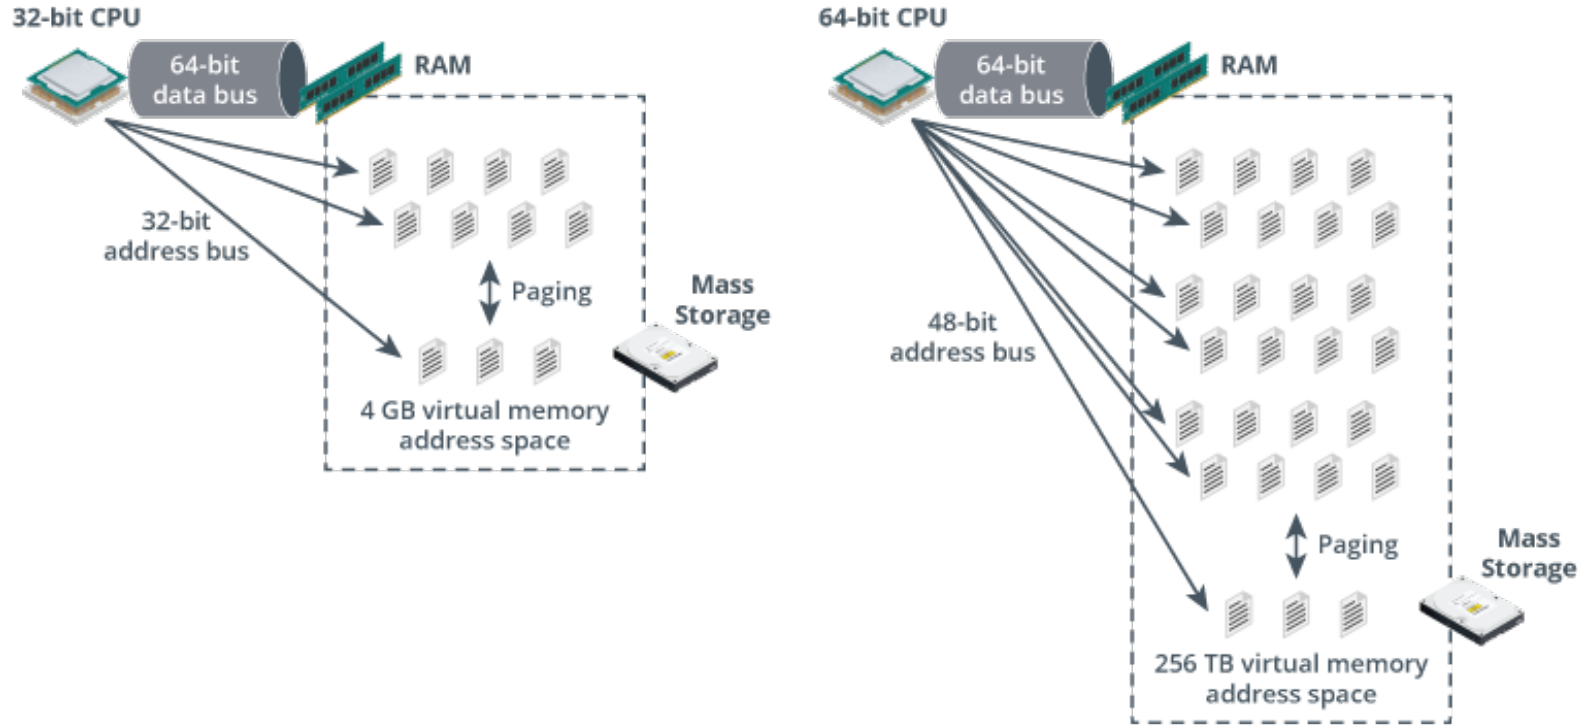 32-bit CPU
64-bit
data bus
RAM
32-bit
address bus
Paging
Mass
Storage
4 GB virtual memory
address space
64-bit CPU
64-bit
data bus
RAM
48-bit
address bus
Paging
Mass
Storage
256 TB virtual memory
address space